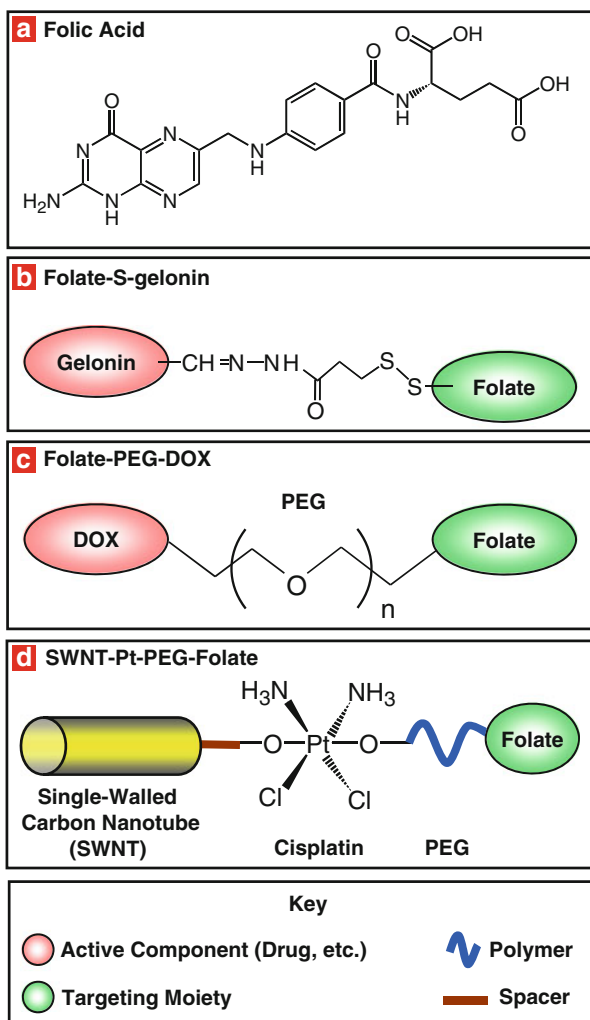 a Folic Acid
O
OH
O
O
OH
O
N
H
N
N
H
HN
N
N
H
N
H₂N
b Folate-S-gelonin
Gelonin
CH=N-NH
O
S
S
Folate
c Folate-PEG-DOX
PEG
DOX
O
n
Folate
d SWNT-Pt-PEG-Folate
H₃N
NH₃
O
Pt
O
Cl
Cl
Folate
Single-Walled
Carbon Nanotube
(SWNT)
Cisplatin
PEG
Key
Active Component (Drug, etc.)
Polymer
Targeting Moiety
Spacer